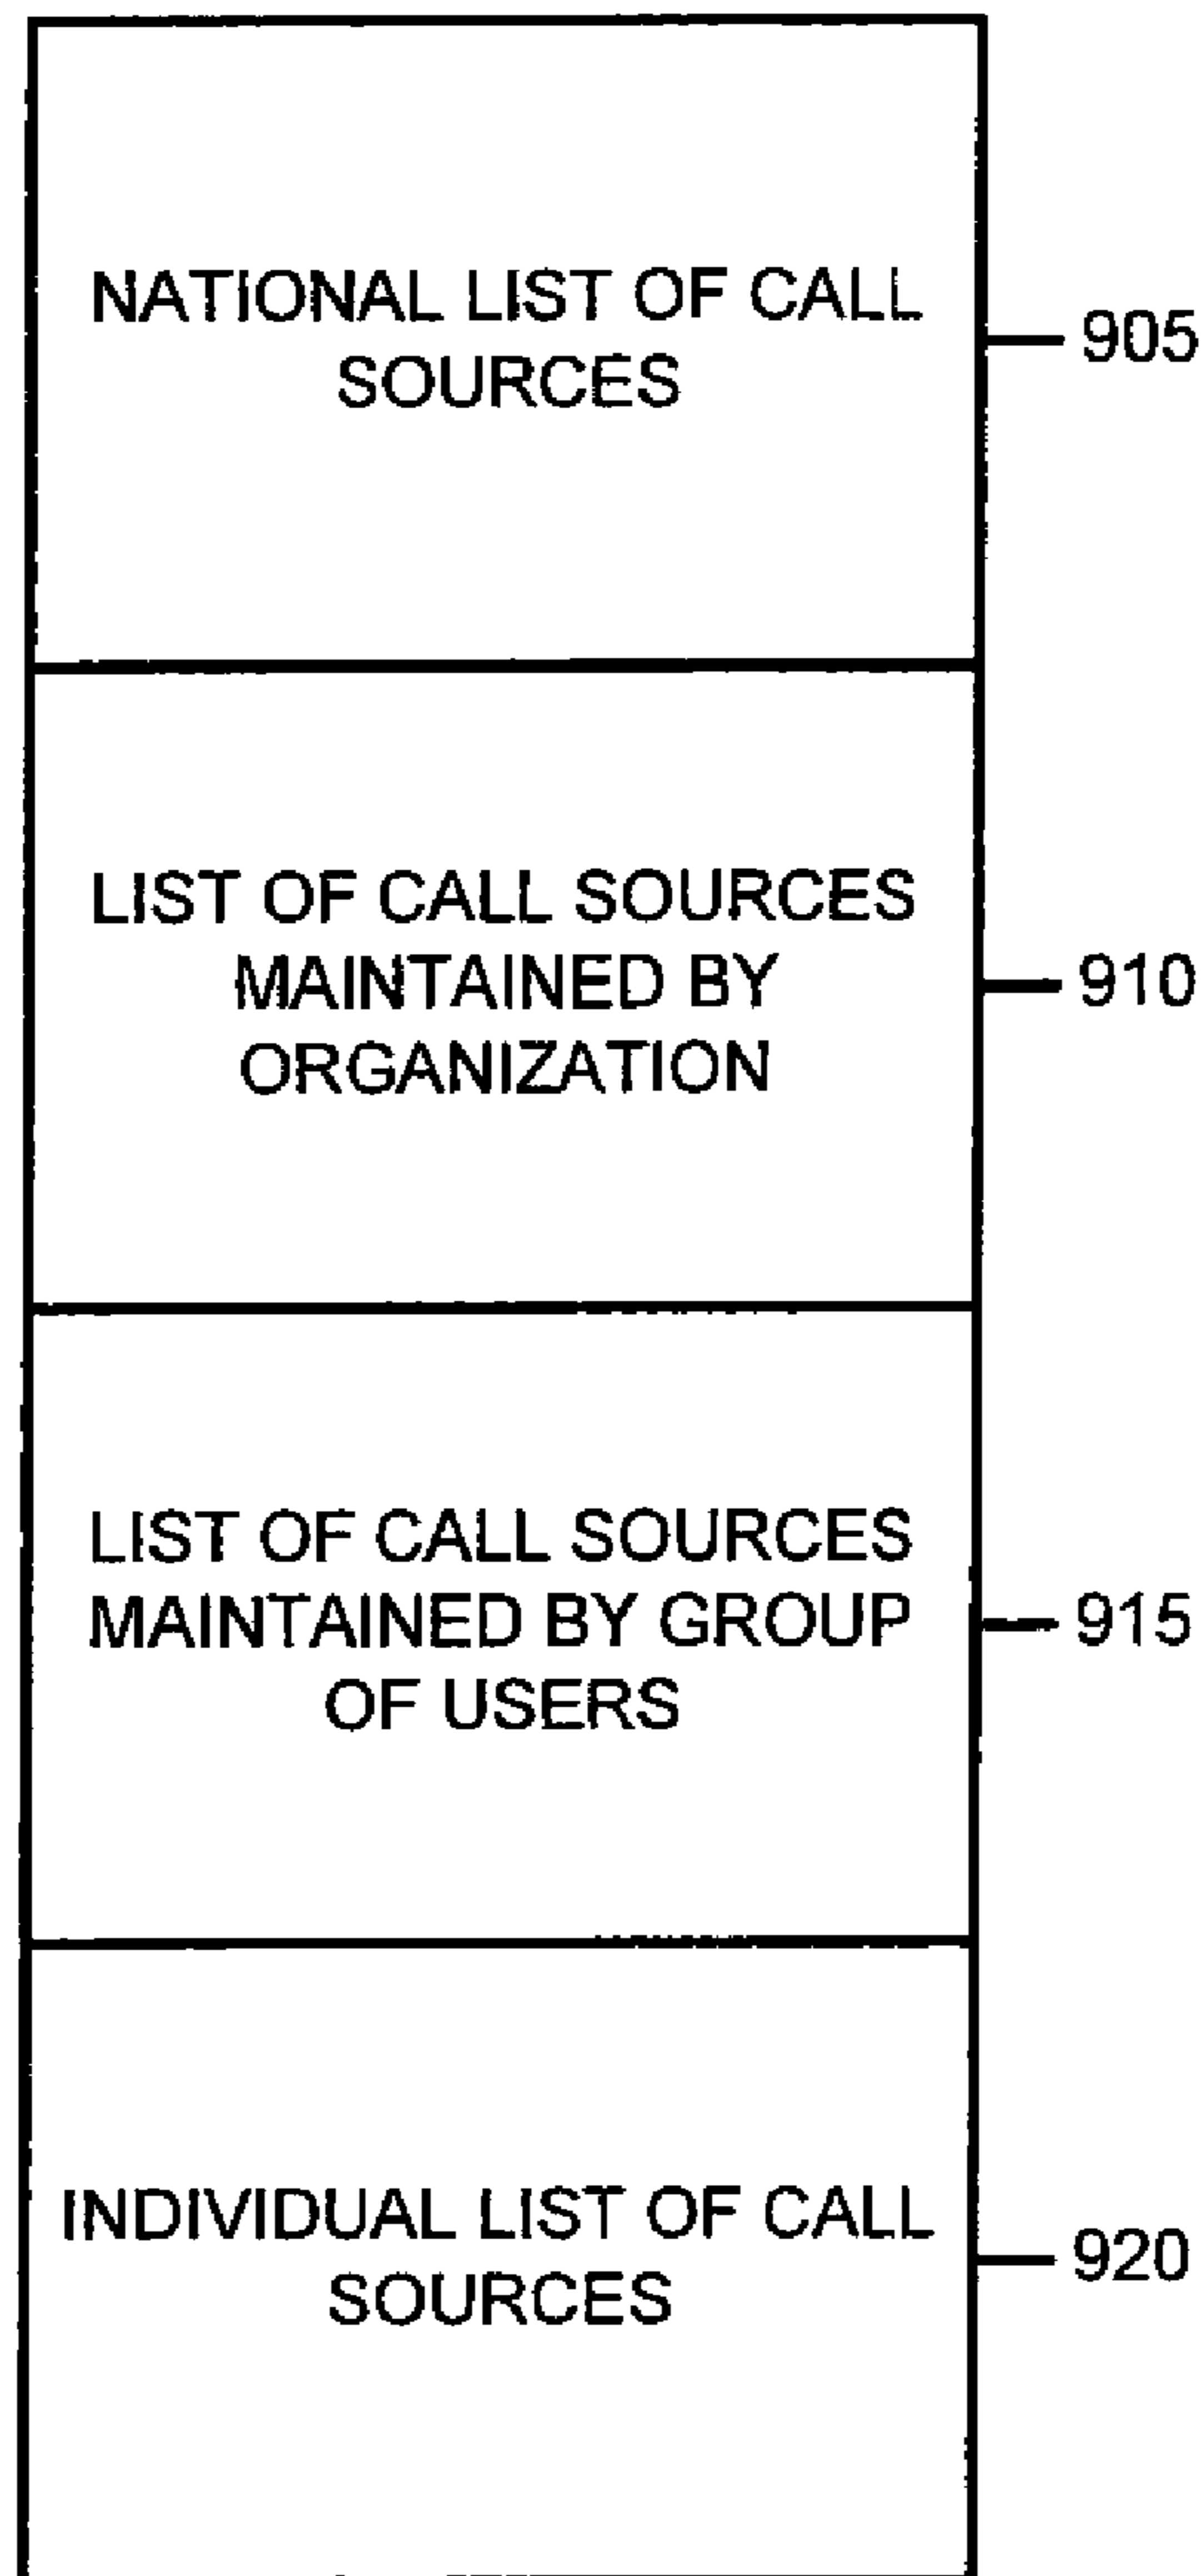 NATIONAL LIST OF CALL
SOURCES
905
LIST OF CALL SOURCES
MAINTAINED BY
ORGANIZATION
910
LIST OF CALL SOURCES
MAINTAINED BY GROUP
OF USERS
915
INDIVIDUAL LIST OF CALL
SOURCES
920